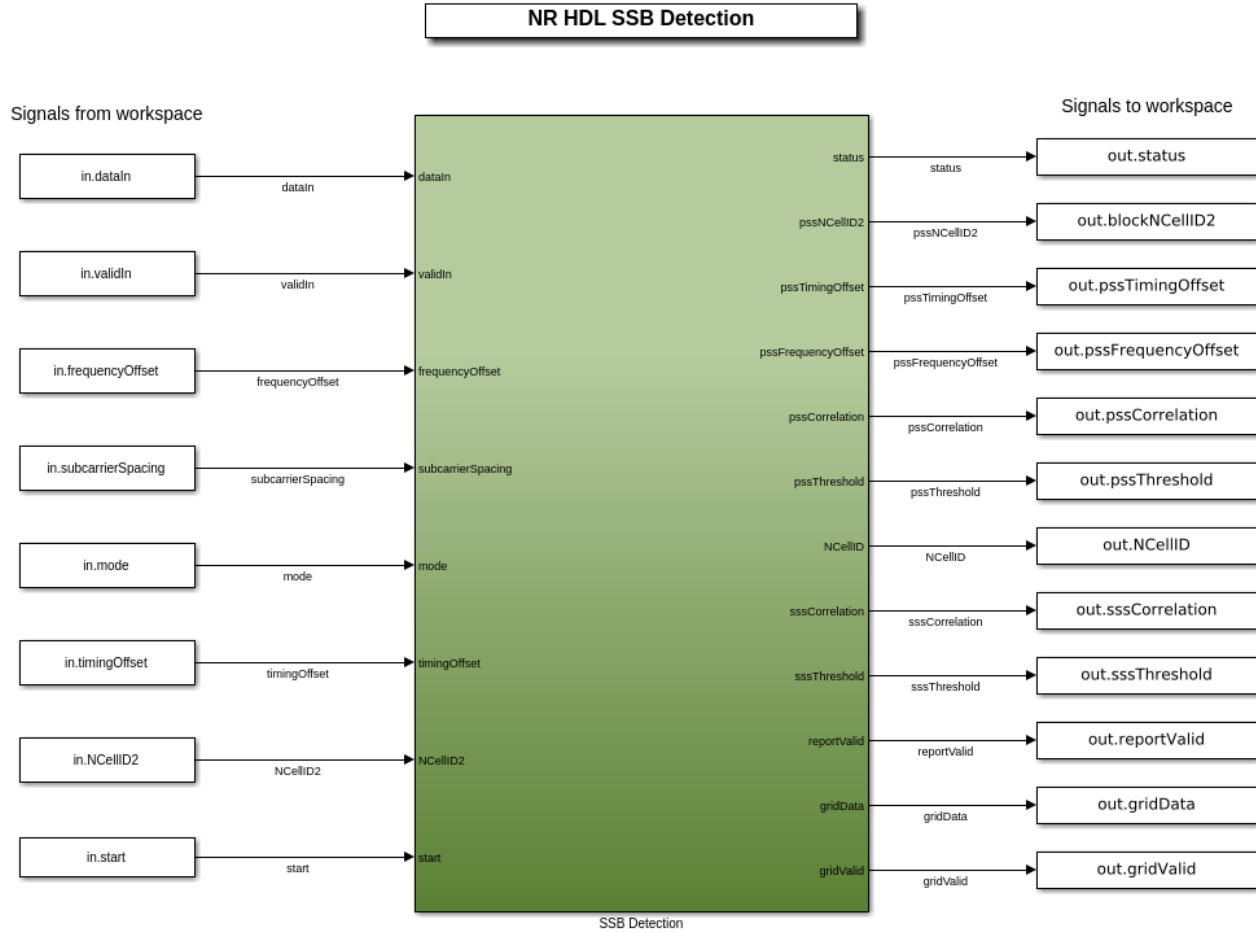 NR HDL SSB Detection
Signals from workspace
in.dataIn
dataIn
in.validIn
validIn
in.frequencyOffset
frequencyOffset
in.subcarrierSpacing
subcarrierSpacing
in.mode
mode
in.timingOffset
timingOffset
in.NCellID2
NCellID2
in.start
start
dataIn
validIn
frequencyOffset
subcarrierSpacing
mode
timingOffset
NCellID2
start
status
pssNCellID2
pssTimingOffset
pssFrequencyOffset
pssCorrelation
pssThreshold
NCellID
sssCorrelation
sssThreshold
reportValid
gridData
gridValid
SSB Detection
Signals to workspace
status
out.status
pssNCellID2
out.blockNCellID2
pssTimingOffset
out.pssTimingOffset
pssFrequencyOffset
out.pssFrequencyOffset
pssCorrelation
out.pssCorrelation
pssThreshold
out.pssThreshold
NCellID
out.NCellID
sssCorrelation
out.sssCorrelation
sssThreshold
out.sssThreshold
reportValid
out.reportValid
gridData
out.gridData
gridValid
out.gridValid